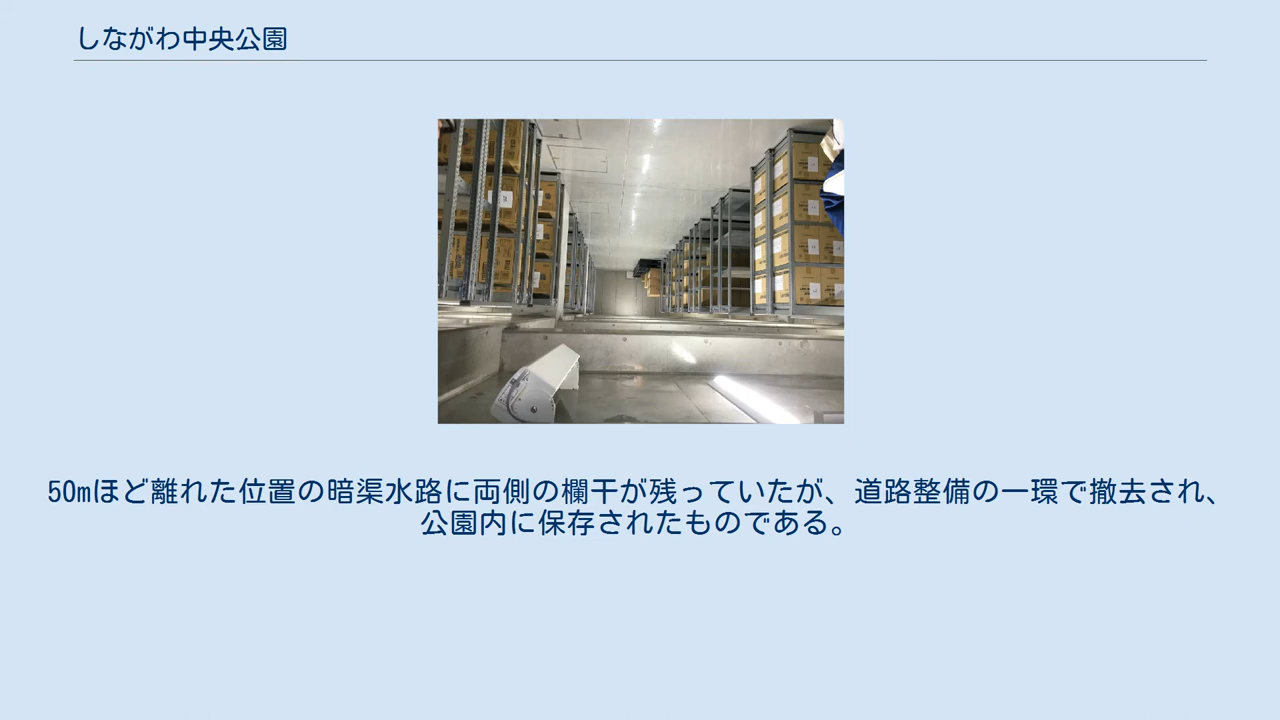 しながわ中央公園
50mほど離れた位置の暗渠水路に両側の欄干が残っていたが、道路整備の一環で撤去され、
公園内に保存されたものである。